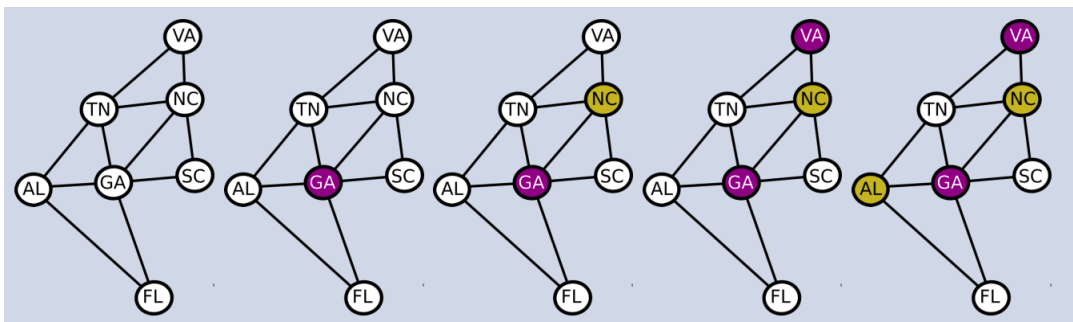 VA VA VA VA VA
TN NC TN NC TN NC TN NC TN NC
AL GA SC AL GA SC AL GA SC AL GA SC AL GA SC
FL FL FL FL FL